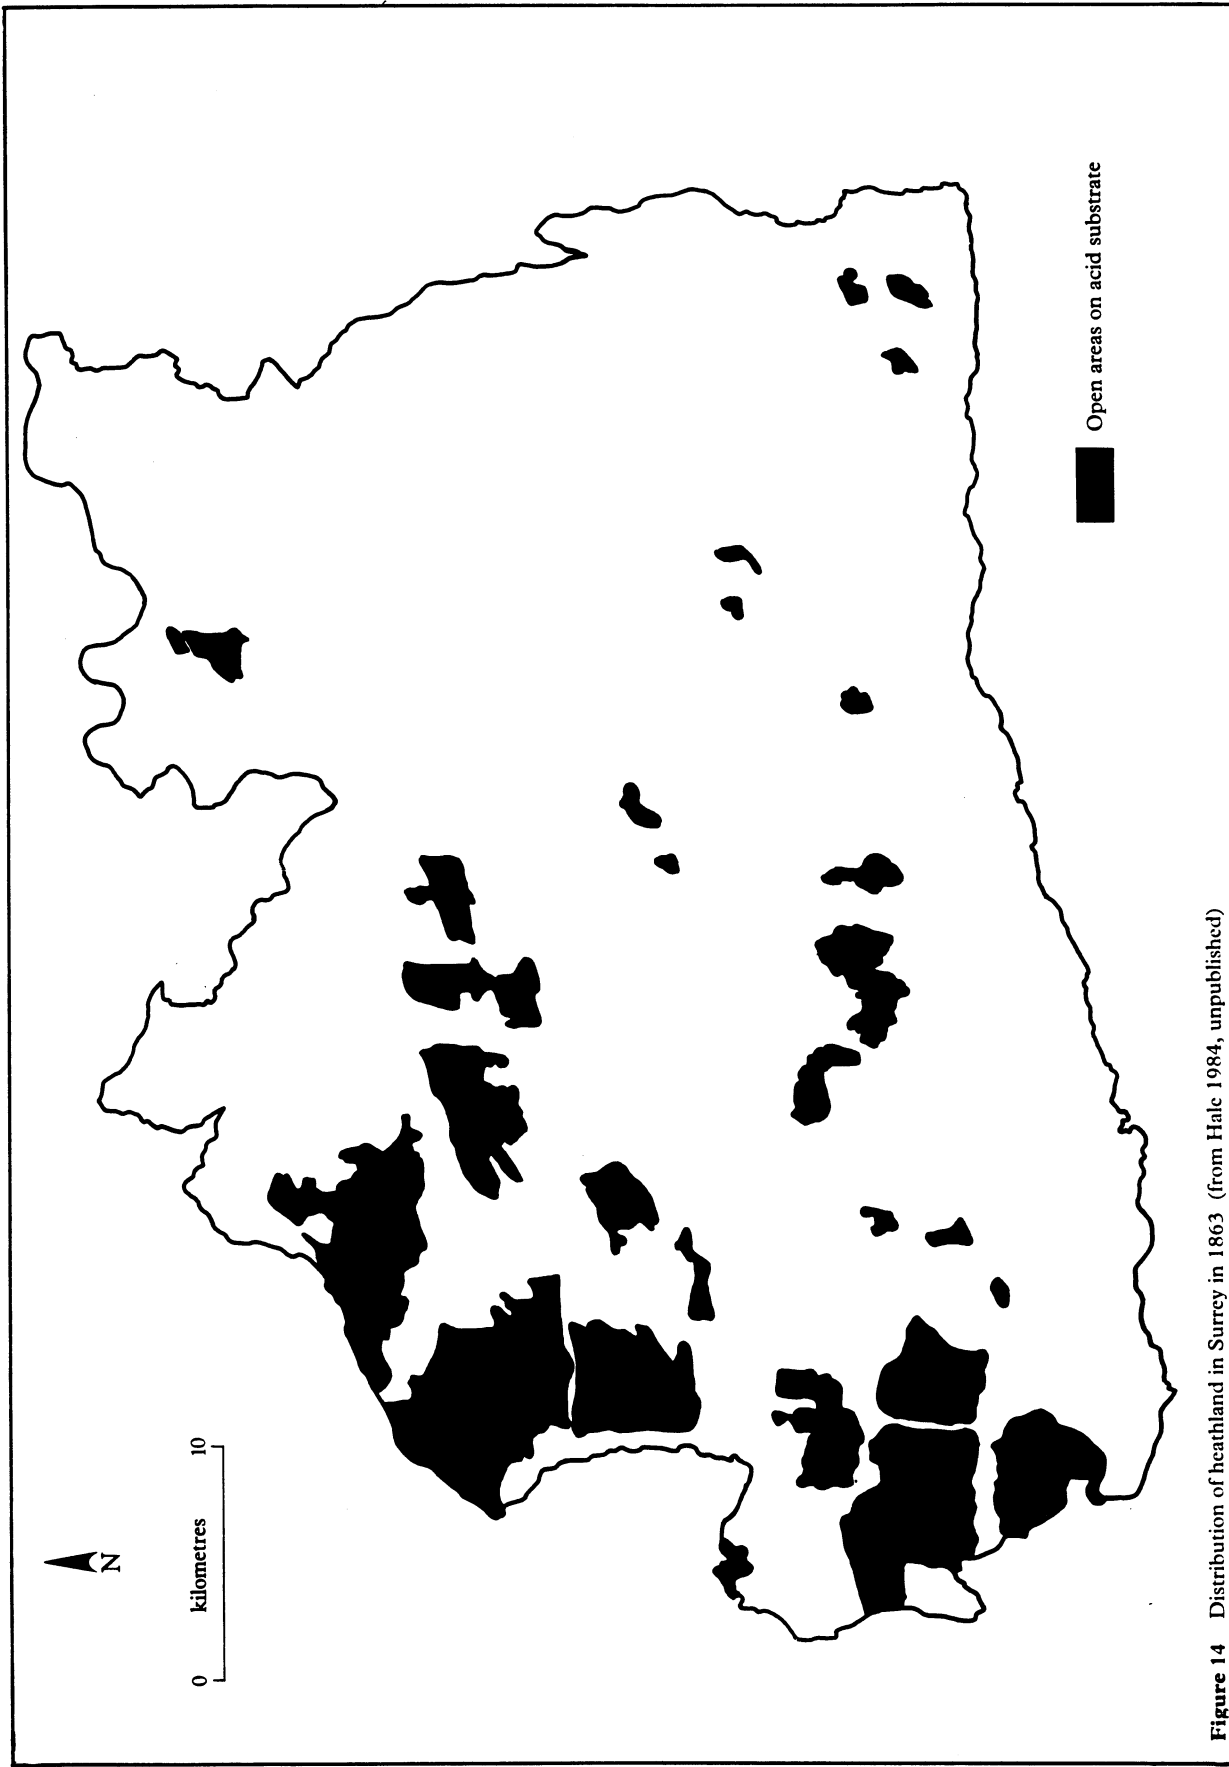 N
0 kilometres 10
Open areas on acid substrate
Figure 14 Distribution of heathland in Surrey in 1863 (from Hale 1984, unpublished)